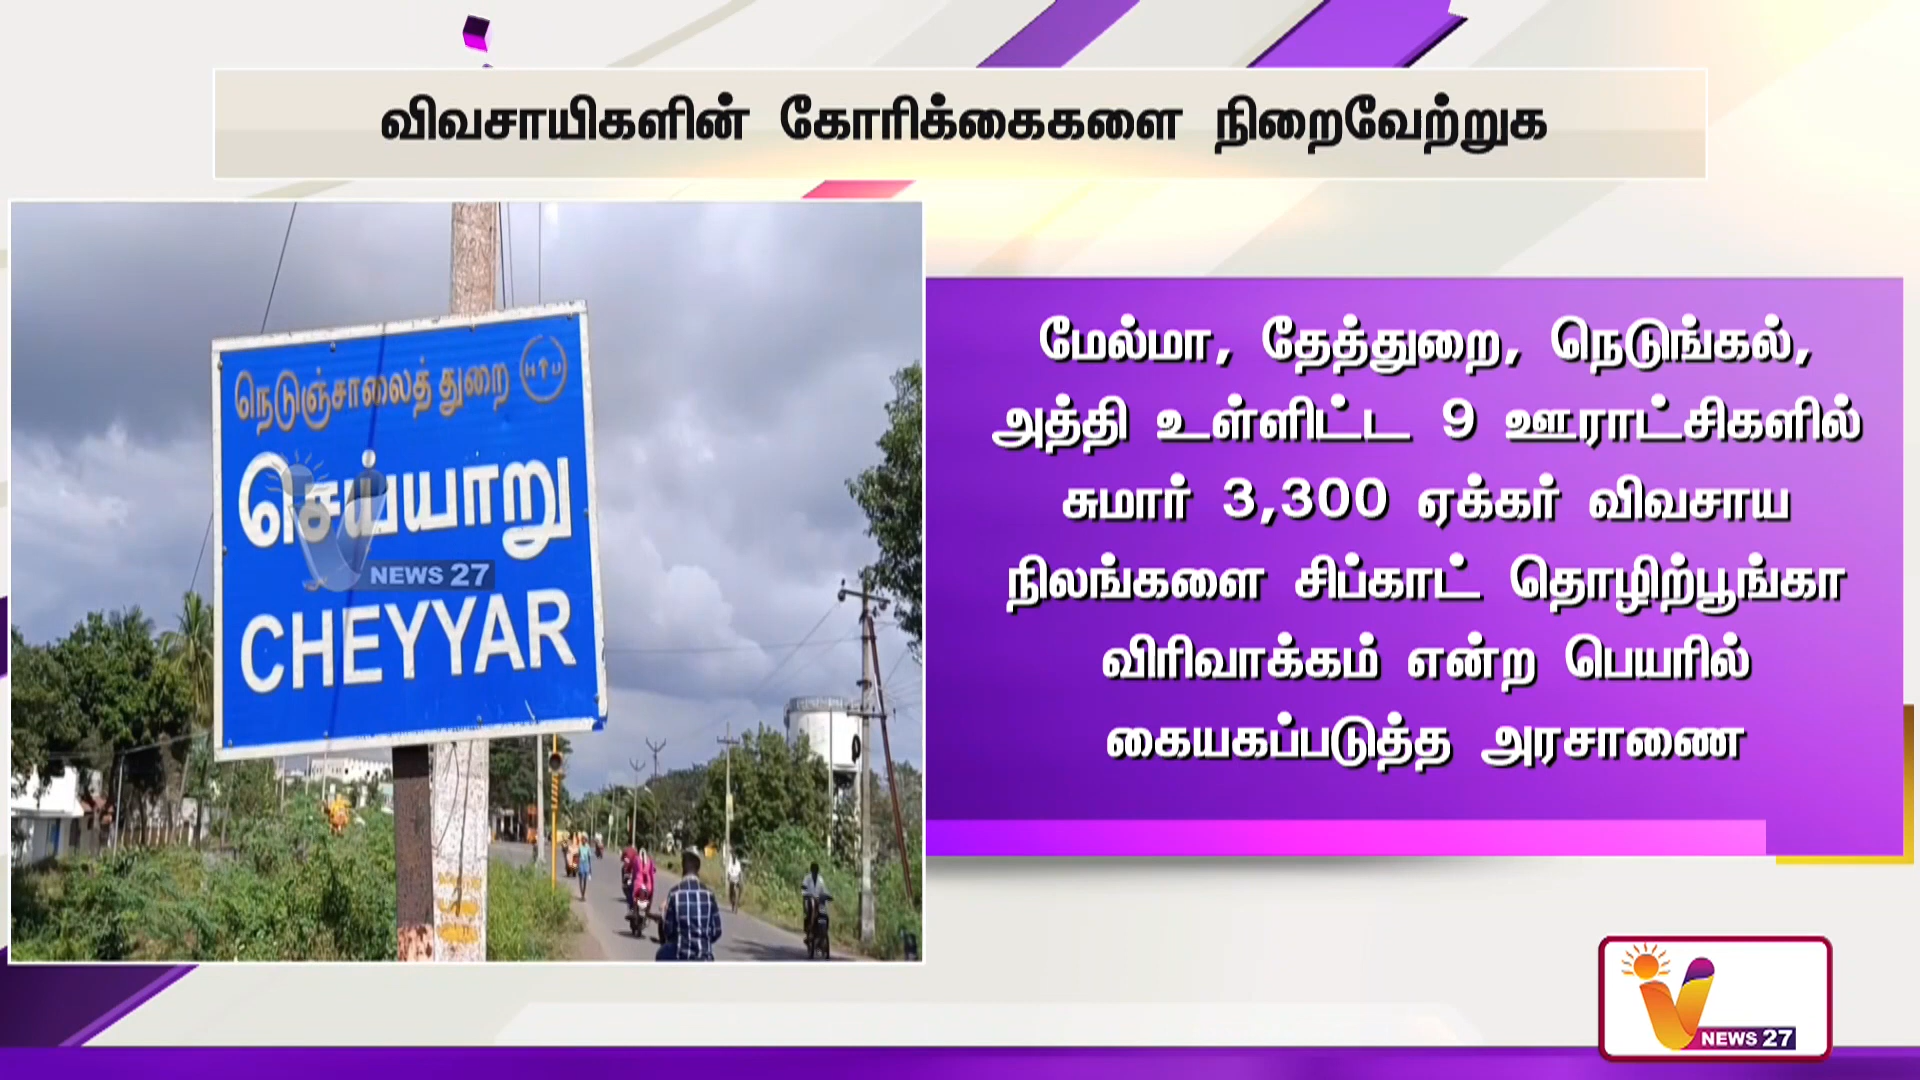 விவசாயிகளின் கோரிக்கைகளை நிறைவேற்றுக
நெடுஞ்சாலைத் துறை
H U
செய்யாறு
NEWS 27
CHEYYAR
மேல்மா, தேத்துறை, நெடுங்கல்,
அத்தி உள்ளிட்ட 9 ஊராட்சிகளில்
சுமார் 3,300 ஏக்கர் விவசாய
நிலங்களை சிப்காட் தொழிற்பூங்கா
விரிவாக்கம் என்ற பெயரில்
கையகப்படுத்த அரசாணை
V NEWS 27